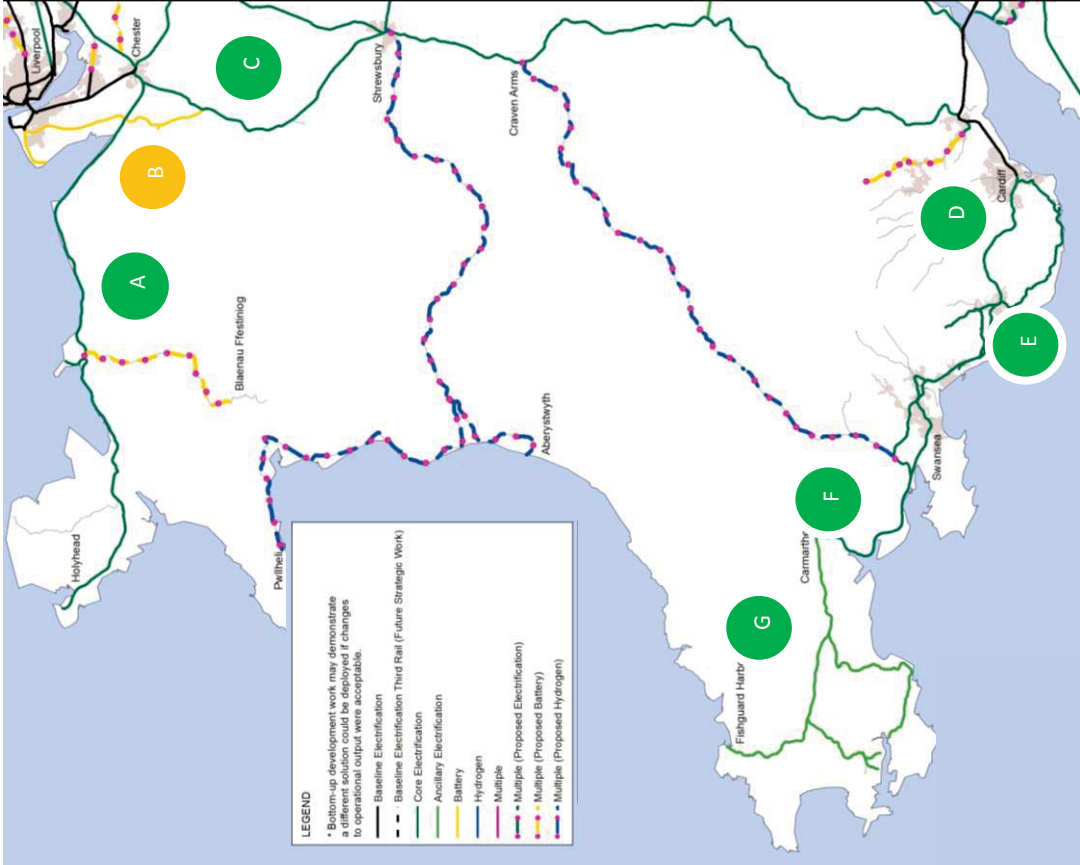 Liverpool
Chester
Shrewsbury
Craven Arms
Cardiff
Swansea
Holyhead
Blaenau Ffestiniog
Aberystwyth
Pwllheli
Carmarthr
Fishguard Harbr
A
B
C
D
E
F
G
LEGEND
* Bottom-up development work may demonstrate
a different solution could be deployed if changes
to operational output were acceptable.
Baseline Electrification
Baseline Electrification Third Rail (Future Strategic Work)
Core Electrification
Ancillary Electrification
Battery
Hydrogen
Multiple
Multiple (Proposed Electrification)
Multiple (Proposed Battery)
Multiple (Proposed Hydrogen)